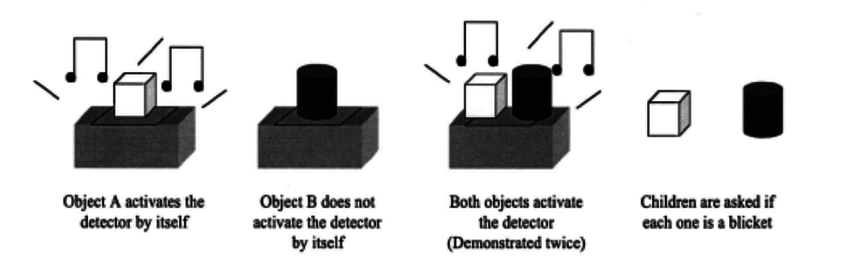 Object A activates the
detector by itself
Object B does not
activate the detector
by itself
Both objects activate
the detector
(Demonstrated twice)
Children are asked if
each one is a blicket